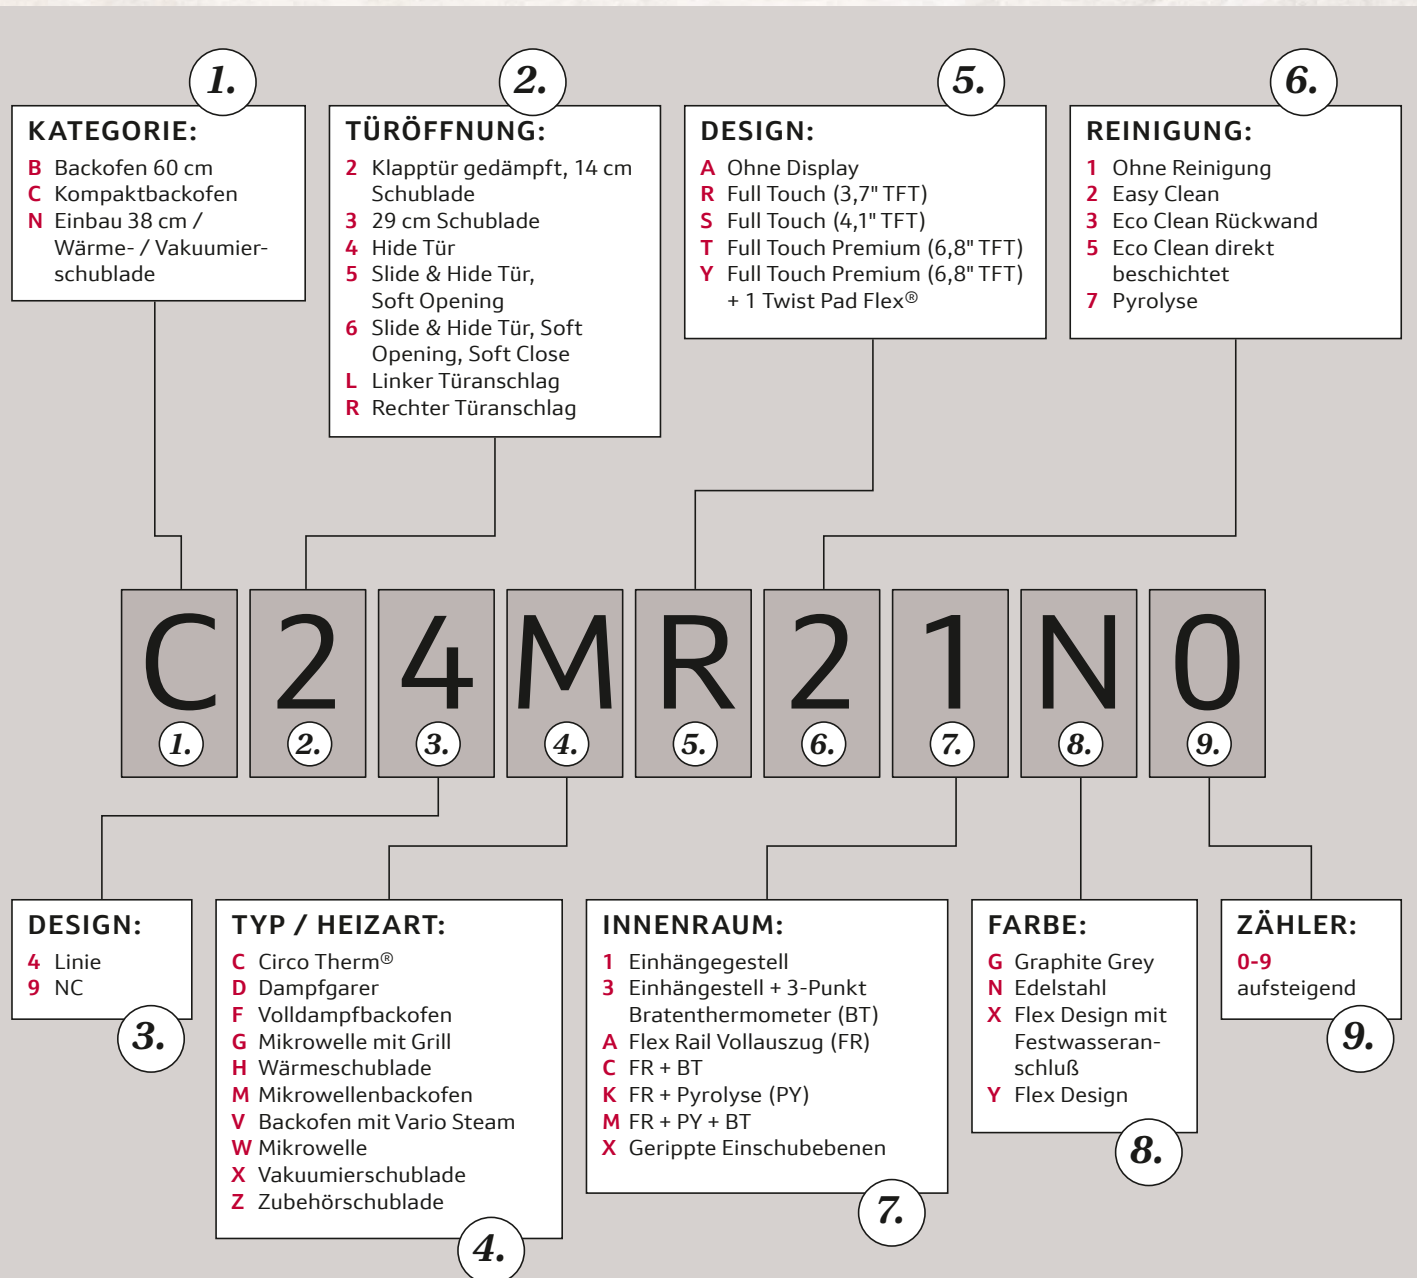 1.
KATEGORIE:
B Backofen 60 cm
C Kompaktbackofen
N Einbau 38 cm /
Wärme- / Vakuumier-
schublade
2.
TÜRÖFFNUNG:
2 Klapptür gedämpft, 14 cm
Schublade
3 29 cm Schublade
4 Hide Tür
5 Slide & Hide Tür,
Soft Opening
6 Slide & Hide Tür, Soft
Opening, Soft Close
L Linker Türanschlag
R Rechter Türanschlag
5.
DESIGN:
A Ohne Display
R Full Touch (3,7" TFT)
S Full Touch (4,1" TFT)
T Full Touch Premium (6,8" TFT)
Y Full Touch Premium (6,8" TFT)
+ 1 Twist Pad Flex®
6.
REINIGUNG:
1 Ohne Reinigung
2 Easy Clean
3 Eco Clean Rückwand
5 Eco Clean direkt
beschichtet
7 Pyrolyse
C 2 4 M R 2 1 N 0
1. 2. 3. 4. 5. 6. 7. 8. 9.
DESIGN:
4 Linie
9 NC
3.
TYP / HEIZART:
C Circo Therm®
D Dampfgarer
F Volldampfbackofen
G Mikrowelle mit Grill
H Wärmeschublade
M Mikrowellenbackofen
V Backofen mit Vario Steam
W Mikrowelle
X Vakuumierschublade
Z Zubehörschublade
4.
INNENRAUM:
1 Einhängegestell
3 Einhängestell + 3-Punkt
Bratenthermometer (BT)
A Flex Rail Vollauszug (FR)
C FR + BT
K FR + Pyrolyse (PY)
M FR + PY + BT
X Gerippte Einschubebenen
7.
FARBE:
G Graphite Grey
N Edelstahl
X Flex Design mit
Festwasseran-
schluß
Y Flex Design
8.
ZÄHLER:
0-9
aufsteigend
9.